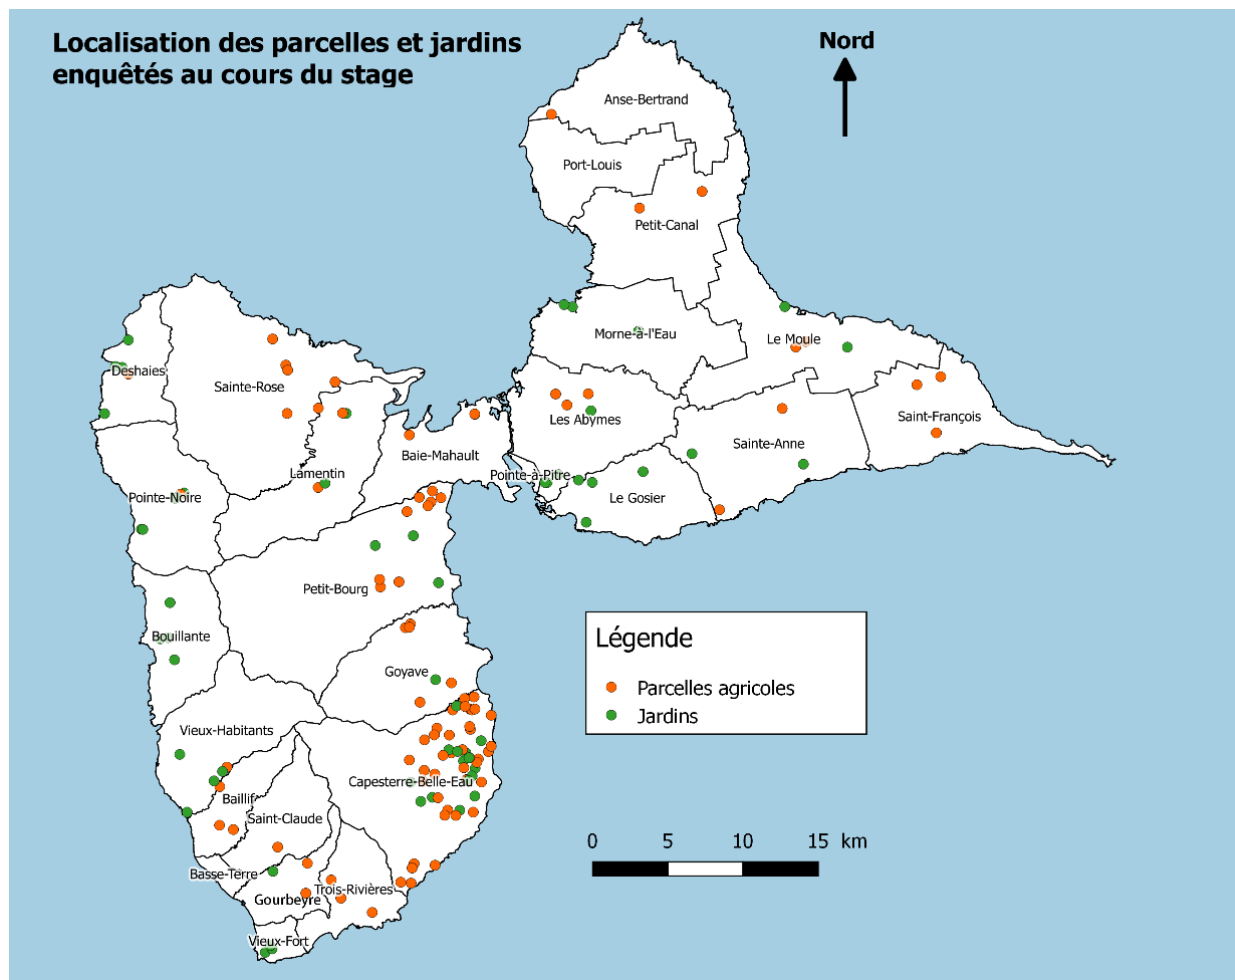 Localisation des parcelles et jardins
enquêtés au cours du stage
Nord
Anse-Bertrand
Port-Louis
Petit-Canal
Morne-à-l'Eau
Le Moule
Deshaies
Sainte-Rose
Les Abymes
Saint-François
Sainte-Anne
Baie-Mahault
Lamentin
Pointe-à-Pitre
Le Gosier
Pointe-Noire
Petit-Bourg
Bouillante
Goyave
Légende
Parcelles agricoles
Jardins
Vieux-Habitants
Capesterre-Belle-Eau
Baillif
Saint-Claude
0 5 10 15 km
Basse-Terre
Trois-Rivières
Gourbeyre
Vieux-Fort